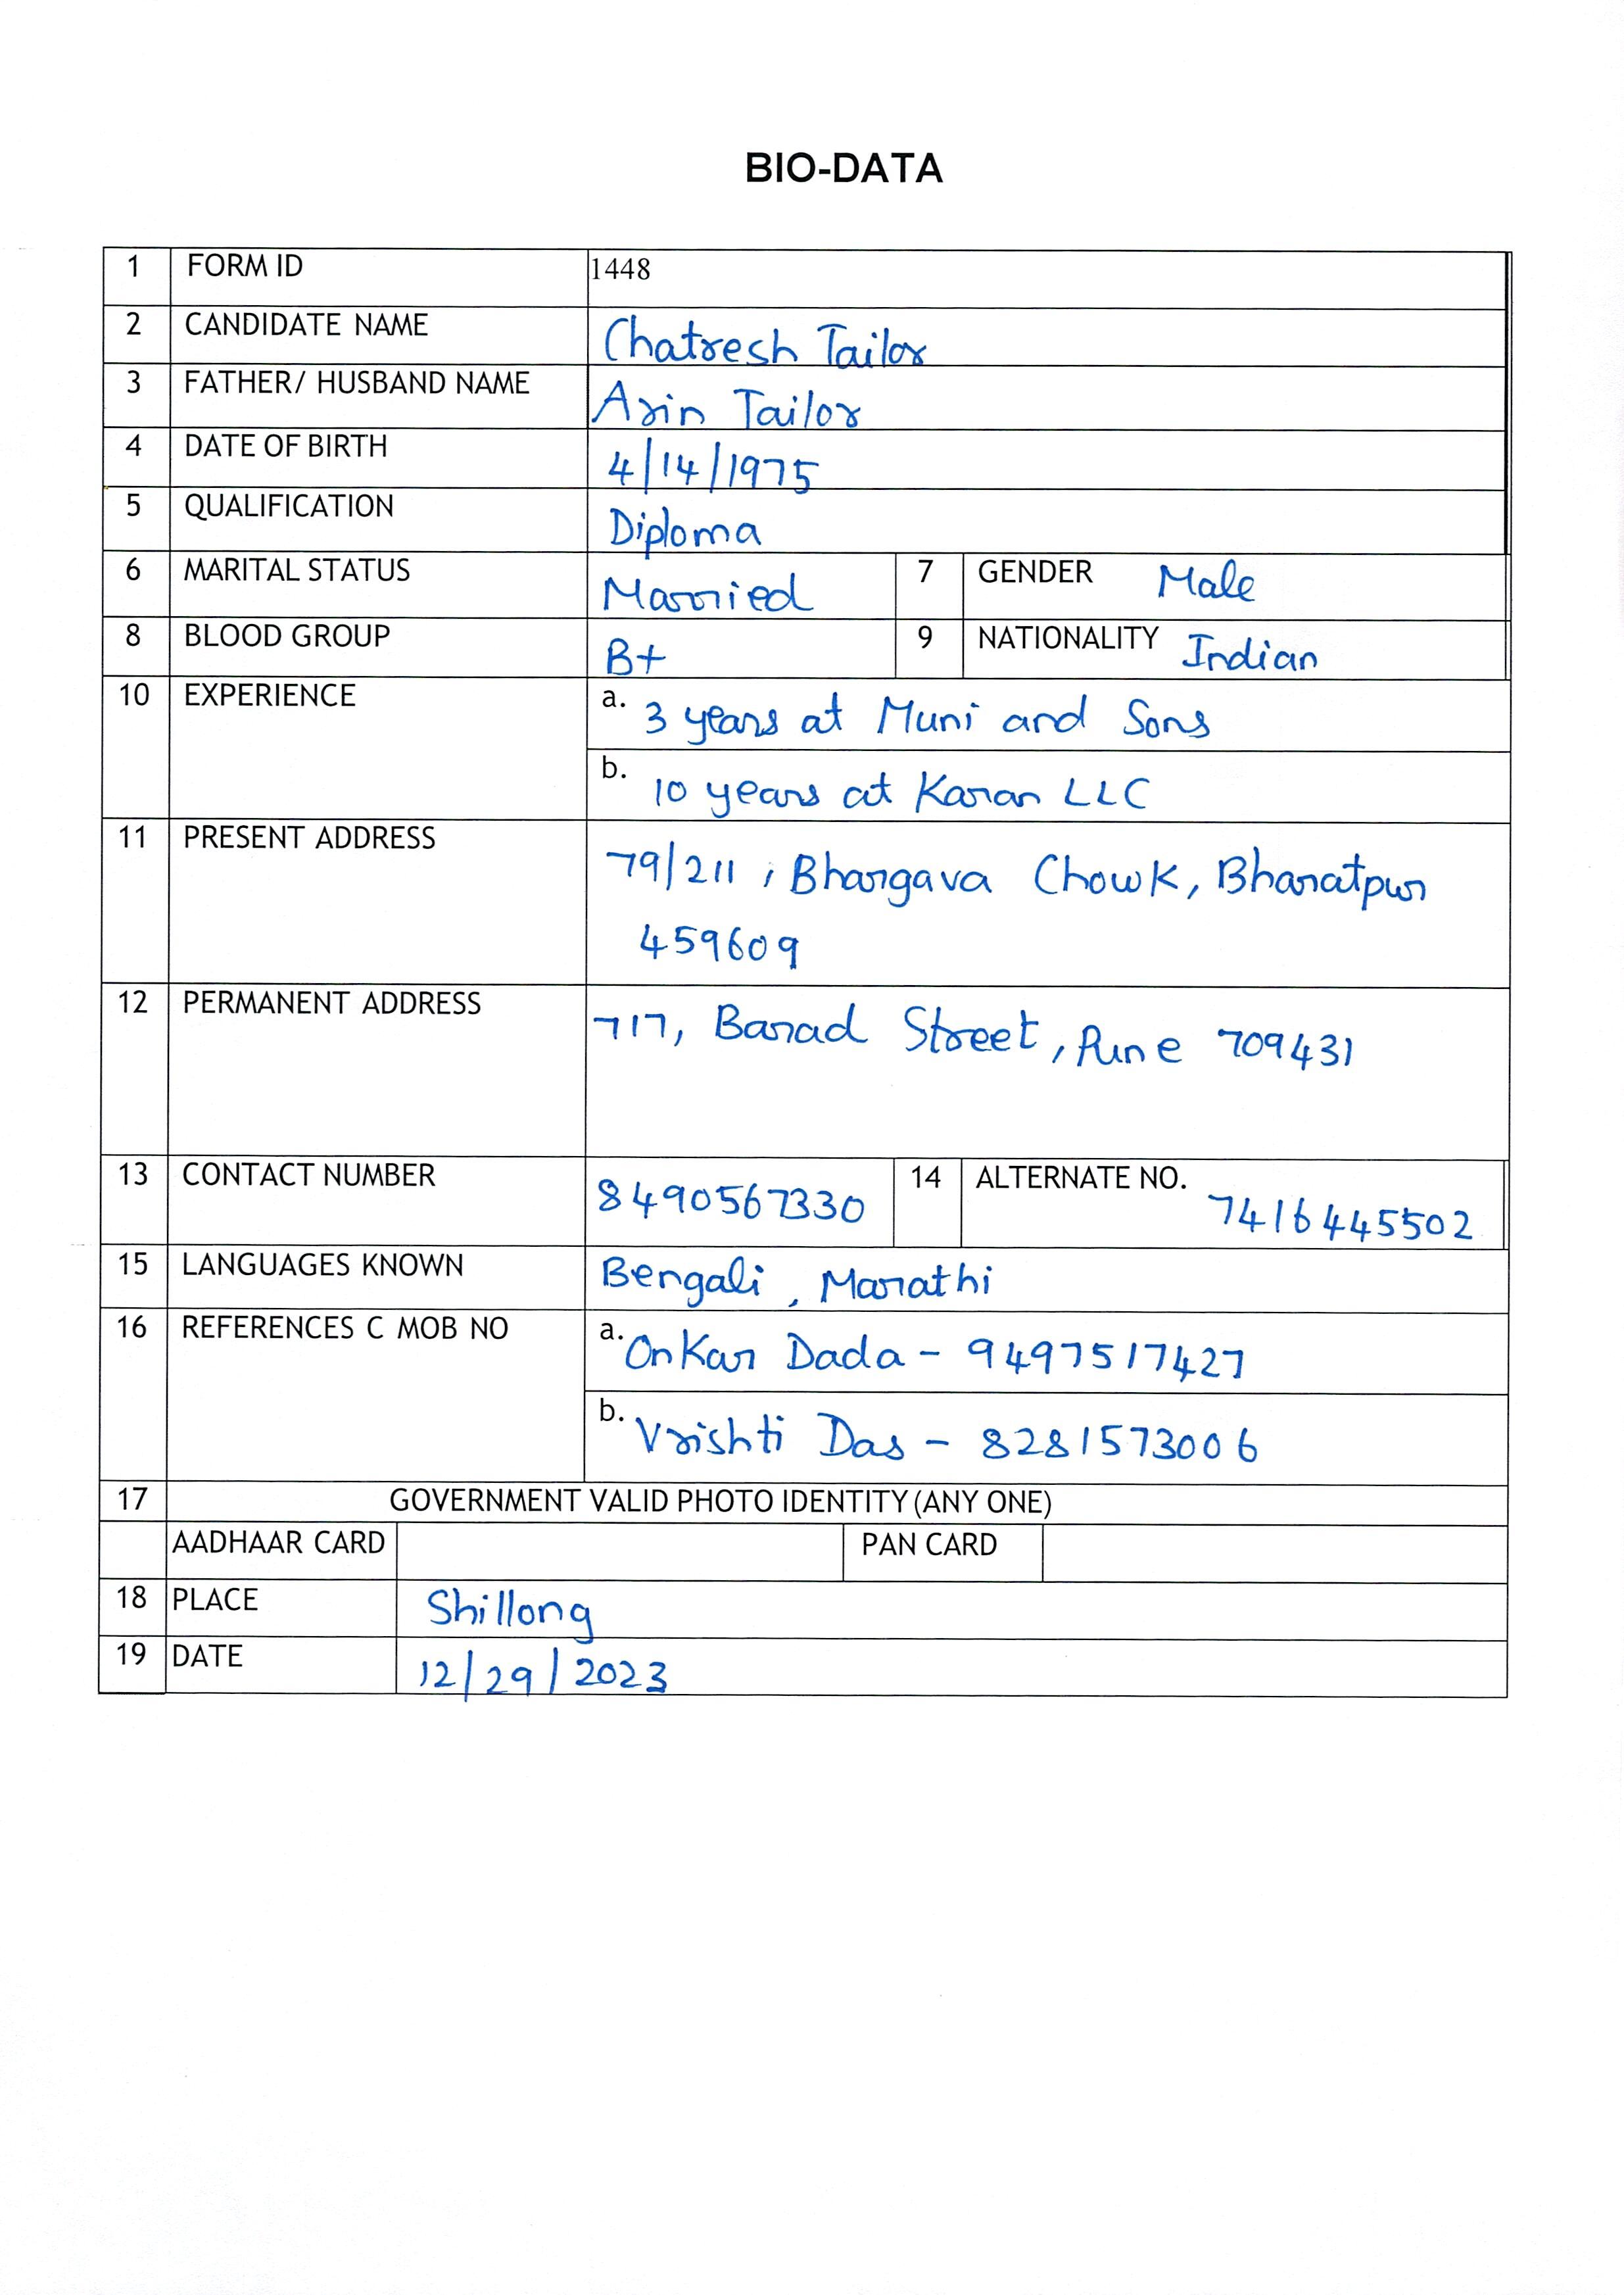 BIO-DATA
1 FORM ID 1448
2 CANDIDATE NAME Chatresh Tailor
3 FATHER/ HUSBAND NAME Arin Tailor
4 DATE OF BIRTH 4/14/1975
5 QUALIFICATION Diploma
6 MARITAL STATUS Married 7 GENDER Male
8 BLOOD GROUP B+ 9 NATIONALITY Indian
10 EXPERIENCE a. 3 years at Muni and Sons
b. 10 years at Karan LLC
11 PRESENT ADDRESS 79/211, Bhargava Chowk, Bharatpur
459609
12 PERMANENT ADDRESS 717, Barad Street, Pune 709431
13 CONTACT NUMBER 8490567330 14 ALTERNATE NO. 7416445502
15 LANGUAGES KNOWN Bengali, Marathi
16 REFERENCES C MOB NO a. Onkar Dada - 9497517427
b. Vrishti Das - 8281573006
17 GOVERNMENT VALID PHOTO IDENTITY (ANY ONE)
AADHAAR CARD PAN CARD
18 PLACE Shillong
19 DATE 12/29/2023